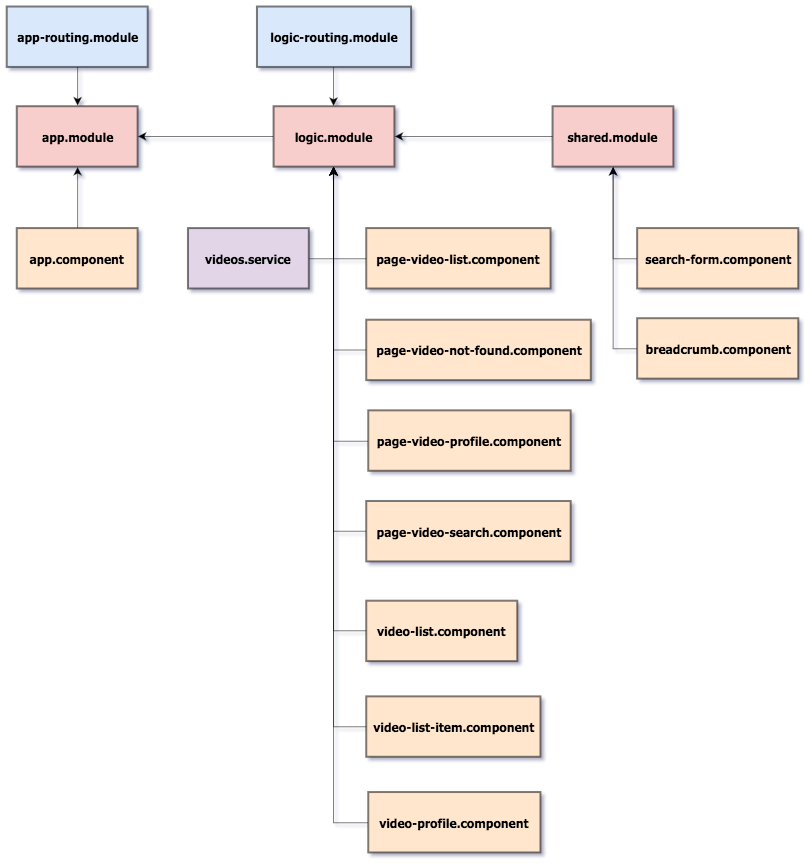 app-routing.module
logic-routing.module
app.module
logic.module
shared.module
app.component
videos.service
page-video-list.component
search-form.component
page-video-not-found.component
breadcrumb.component
page-video-profile.component
page-video-search.component
video-list.component
video-list-item.component
video-profile.component